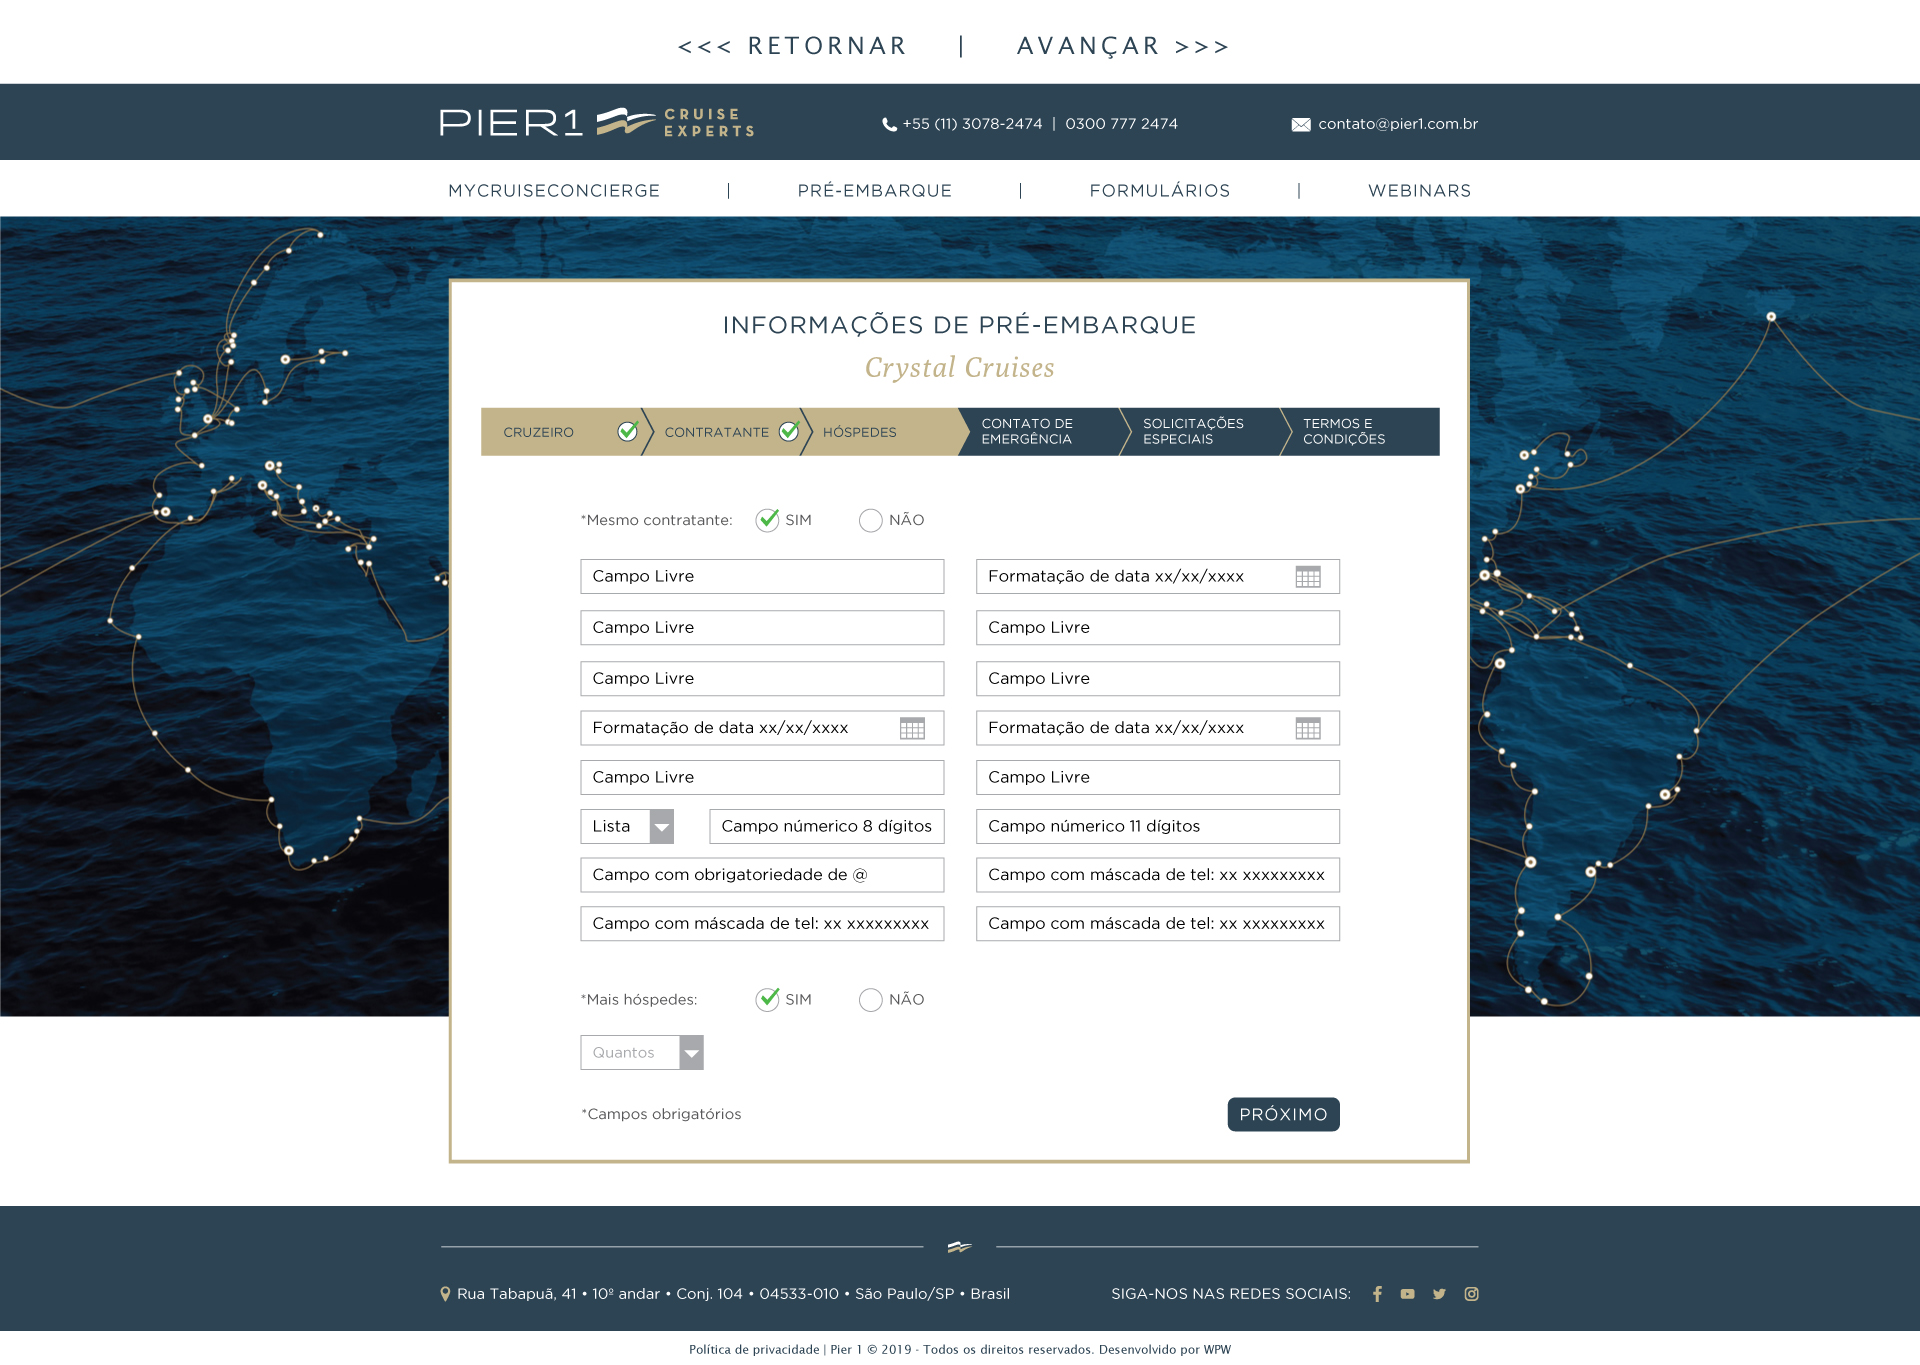 <<< RETORNAR | AVANÇAR >>>
PIER1 CRUISE EXPERTS
+55 (11) 3078-2474 | 0300 777 2474
contato@pier1.com.br
MYCRUISECONCIERGE | PRÉ-EMBARQUE | FORMULÁRIOS | WEBINARS
INFORMAÇÕES DE PRÉ-EMBARQUE
Crystal Cruises
CRUZEIRO
CONTRATANTE
HÓSPEDES
CONTATO DE
EMERGÊNCIA
SOLICITAÇÕES
ESPECIAIS
TERMOS E
CONDIÇÕES
*Mesmo contratante: SIM NÃO
Campo Livre
Formatação de data xx/xx/xxxx
Campo Livre
Campo Livre
Campo Livre
Campo Livre
Formatação de data xx/xx/xxxx
Formatação de data xx/xx/xxxx
Campo Livre
Campo Livre
Lista
Campo númerico 8 dígitos
Campo númerico 11 dígitos
Campo com obrigatoriedade de @
Campo com máscada de tel: xx xxxxxxxxx
Campo com máscada de tel: xx xxxxxxxxx
Campo com máscada de tel: xx xxxxxxxxx
*Mais hóspedes: SIM NÃO
Quantos
*Campos obrigatórios
PRÓXIMO
Rua Tabapuã, 41 • 10º andar • Conj. 104 • 04533-010 • São Paulo/SP • Brasil
SIGA-NOS NAS REDES SOCIAIS:
Política de privacidade | Pier 1 © 2019 - Todos os direitos reservados. Desenvolvido por WPW